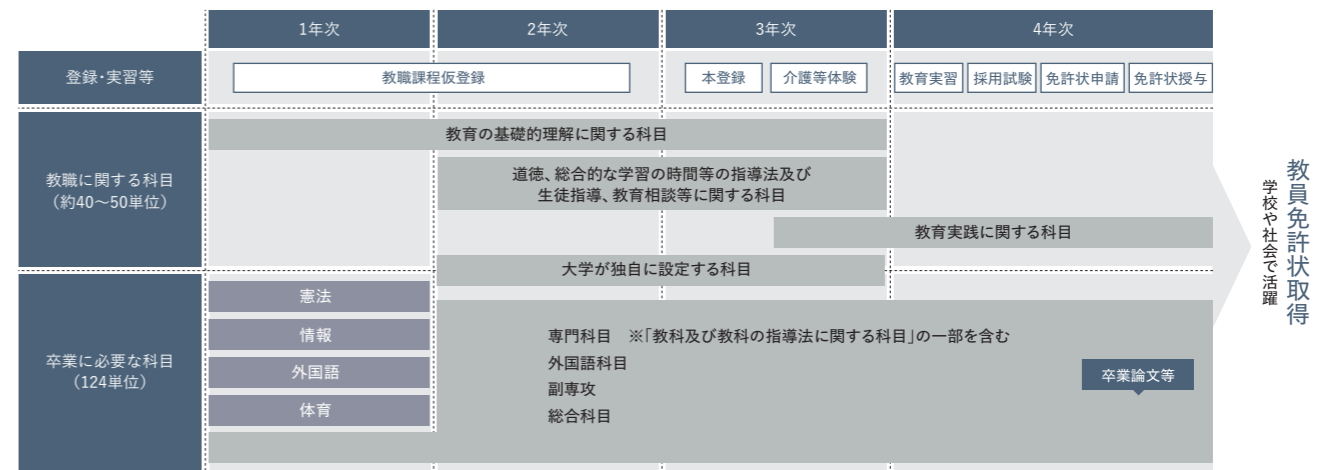 1年次
2年次
3年次
4年次
登録・実習等
教職課程仮登録
本登録
介護等体験
教育実習
採用試験
免許状申請
免許状授与
教職に関する科目
(約40〜50単位)
教育の基礎的理解に関する科目
道徳、総合的な学習の時間等の指導法及び
生徒指導、教育相談等に関する科目
教育実践に関する科目
大学が独自に設定する科目
卒業に必要な科目
(124単位)
憲法
情報
外国語
体育
専門科目 ※「教科及び教科の指導法に関する科目」の一部を含む
外国語科目
副専攻
総合科目
卒業論文等
教員免許状取得
学校や社会で活躍